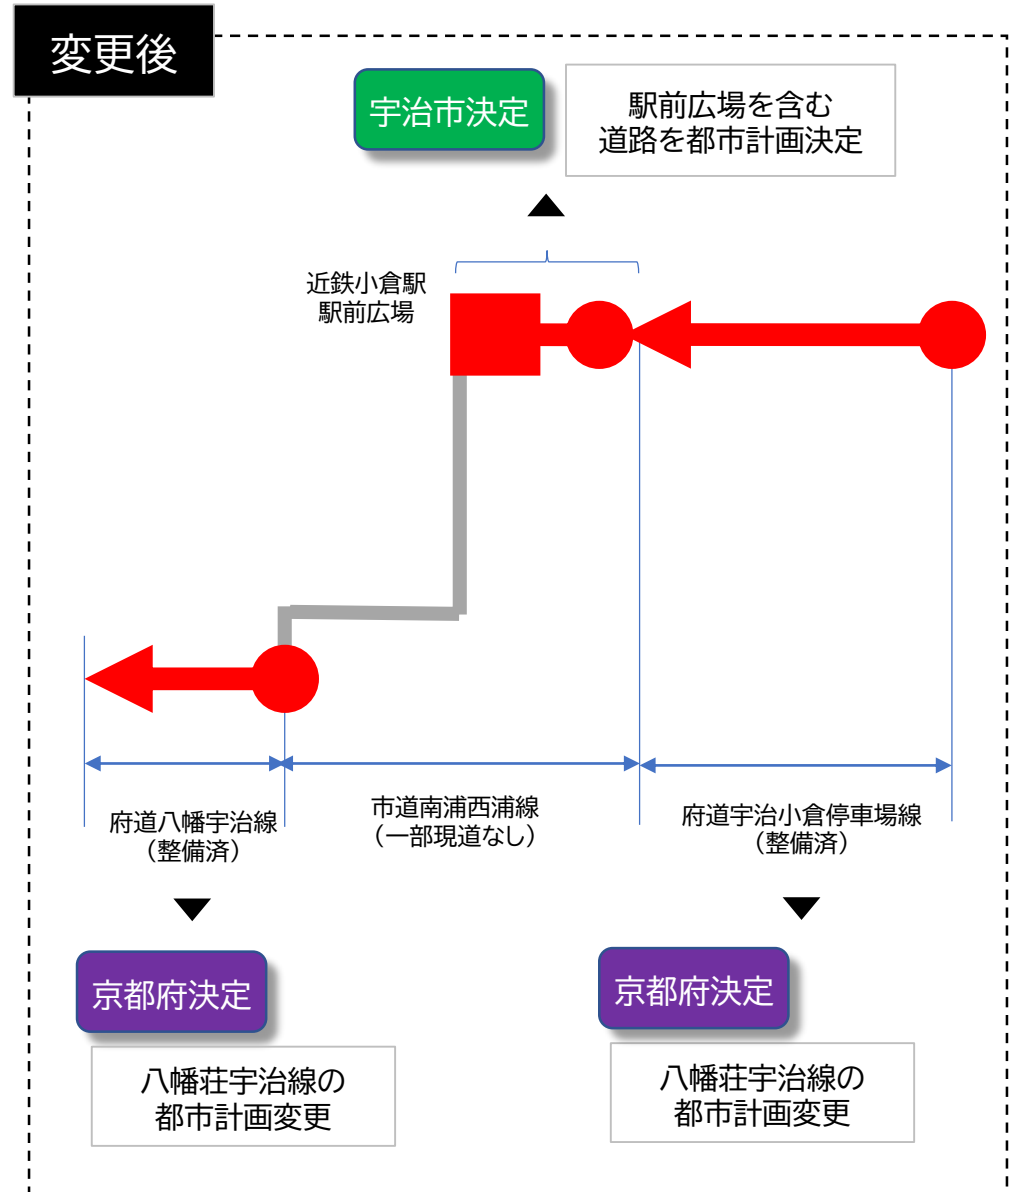 変更後
宇治市決定
駅前広場を含む
道路を都市計画決定
近鉄小倉駅
駅前広場
府道八幡宇治線
（整備済）
市道南浦西浦線
（一部現道なし）
府道宇治小倉停車場線
（整備済）
京都府決定
八幡荘宇治線の
都市計画変更
京都府決定
八幡荘宇治線の
都市計画変更